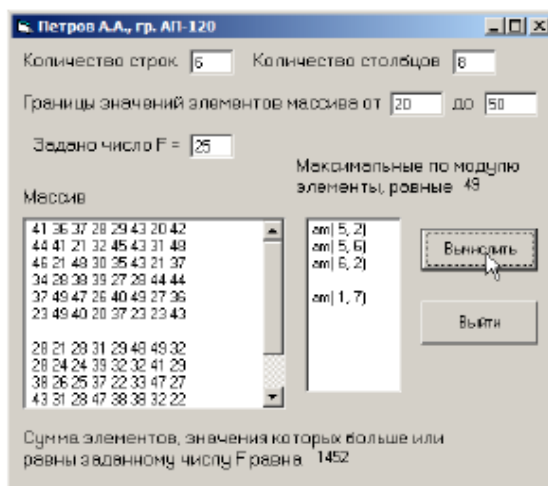 Петров А.А., гр. АП-120
Количество строк 6 Количество столбцов 8
Границы значений элементов массива от 20 до 50
Задано число F = 25
Максимальные по модулю
элементы, равные 49
Массив
41 36 37 28 29 43 20 42
44 41 21 32 45 43 31 48
46 21 48 30 35 43 21 37
34 28 38 39 27 28 44 44
37 49 47 26 40 49 27 36
23 49 40 20 37 23 23 43
28 21 28 31 29 48 49 32
28 24 24 39 32 32 41 29
38 26 25 37 22 33 47 27
43 31 28 47 38 38 32 22
am( 5, 2)
am( 5, 6)
am( 6, 2)
am( 1, 7)
Вычислить
Выйти
Сумма элементов, значения которых больше или
равны заданному числу F равна 1452